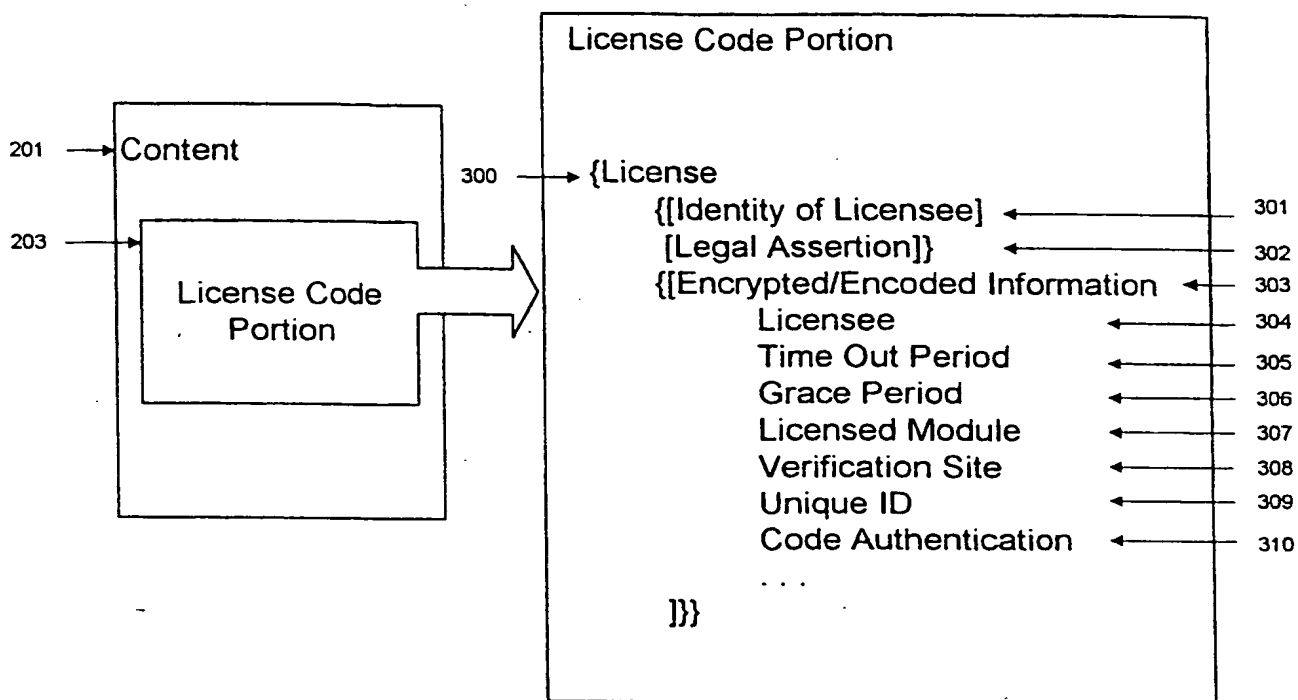 License Code Portion
201 Content
300 {License
203
{[Identity of Licensee] 301
[Legal Assertion]} 302
License Code
Portion
{[Encrypted/Encoded Information 303
Licensee 304
Time Out Period 305
Grace Period 306
Licensed Module 307
Verification Site 308
Unique ID 309
Code Authentication 310
. . .
]}}